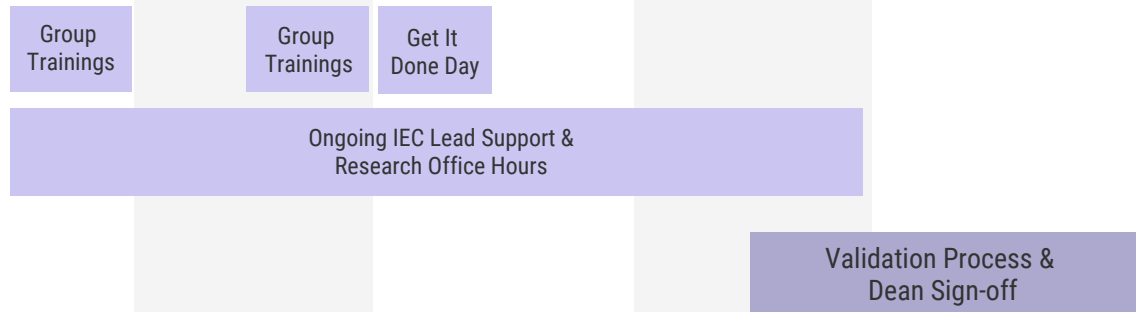 Group
Trainings
Group
Trainings
Get It
Done Day
Ongoing IEC Lead Support &
Research Office Hours
Validation Process &
Dean Sign-off